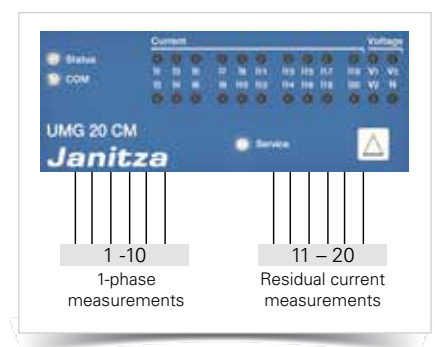 Current Voltage
Status
COM
I1 I3 I5 I7 I9 I11 I13 I15 I17 I19 V1 V3
I2 I4 I6 I8 I10 I12 I14 I16 I18 I20 V2 N
UMG 20 CM
Service
Janitza
1 -10 11 – 20
1-phase Residual current
measurements measurements